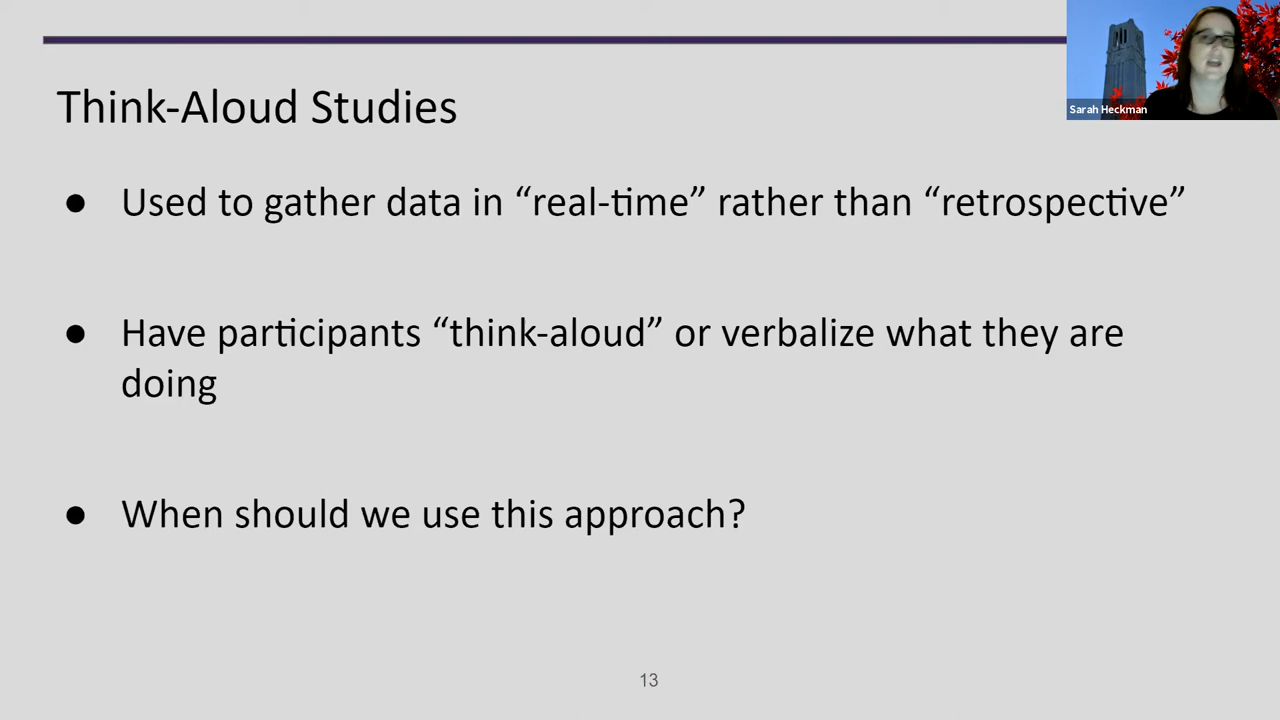 Sarah Heckman
Think-Aloud Studies
● Used to gather data in “real-time” rather than “retrospective”
● Have participants “think-aloud” or verbalize what they are
doing
● When should we use this approach?
13